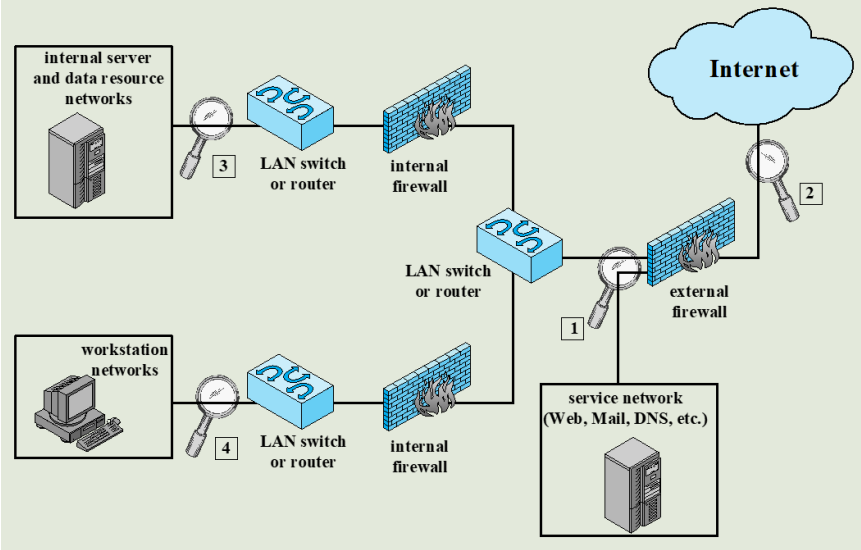 internal server
and data resource
networks
3
LAN switch
or router
internal
firewall
Internet
2
LAN switch
or router
1
external
firewall
workstation
networks
4
LAN switch
or router
internal
firewall
service network
(Web, Mail, DNS, etc.)